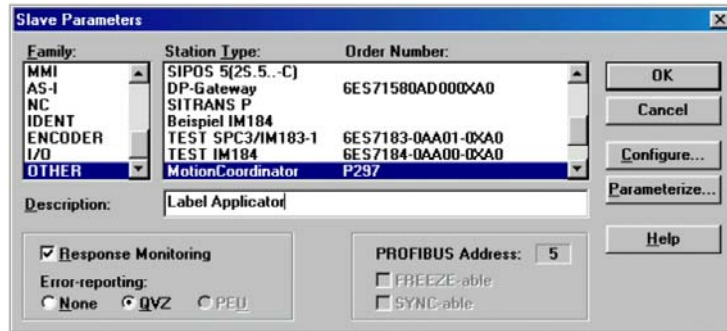 Slave Parameters
Family:
Station Type:
Order Number:
MMI
AS-I
NC
IDENT
ENCODER
I/O
OTHER
SIPOS 5(2S.5..-C)
DP-Gateway 6ES71580AD000XA0
SITRANS P
Beispiel IM184
TEST SPC3/IM183-1 6ES7183-0AA01-0XA0
TEST IM184 6ES7184-0AA00-0XA0
MotionCoordinator P297
OK
Cancel
Configure...
Parameterize...
Help
Description:
Label Applicator
Response Monitoring
Error-reporting:
None QVZ PEU
PROFIBUS Address: 5
FREEZE-able
SYNC-able